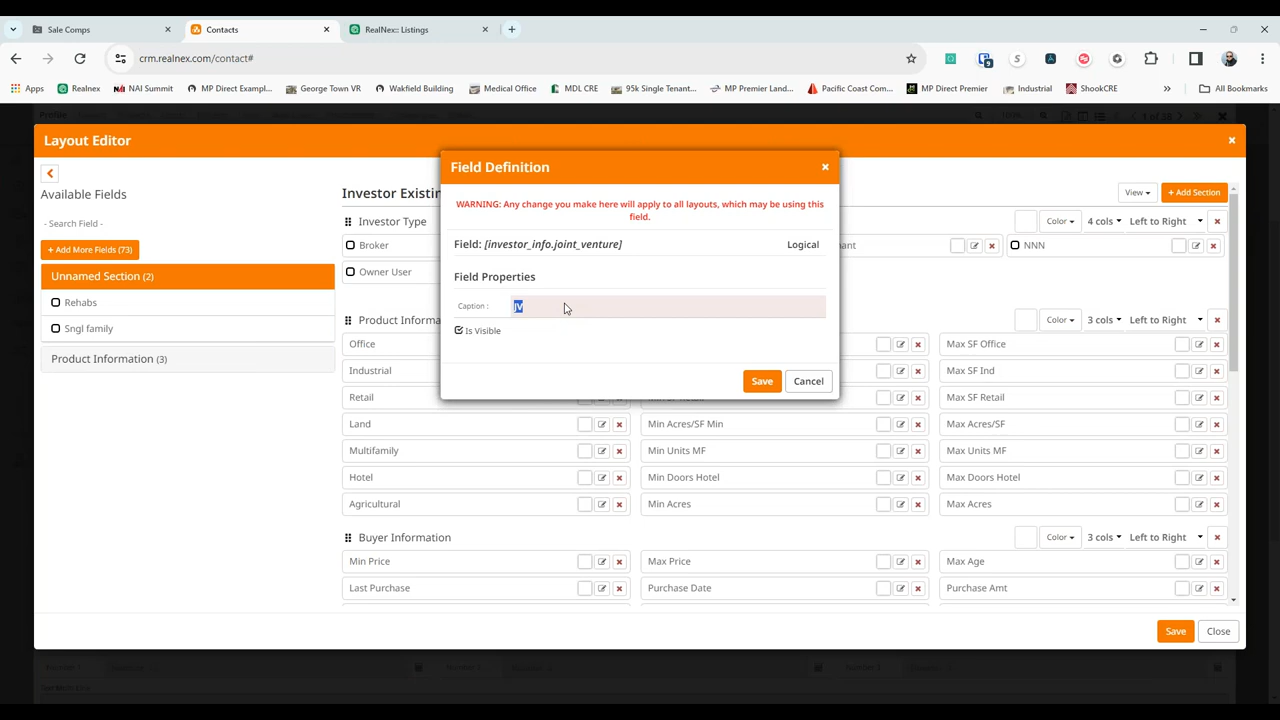 Sale Comps
Contacts
RealNex:: Listings
crm.realnex.com/contact#
Apps
Realnex
NAI Summit
MP Direct Exampl...
George Town VR
Wakfield Building
Medical Office
MDL CRE
95k Single Tenant...
MP Premier Land...
Pacific Coast Com...
MP Direct Premier
Industrial
ShookCRE
All Bookmarks
Layout Editor
Available Fields
- Search Field -
+ Add More Fields (73)
Unnamed Section (2)
Rehabs
Sngl family
Product Information (3)
Investor Existin
View
+ Add Section
Investor Type
Color
4 cols
Left to Right
Broker
NNN
Owner User
Field Definition
WARNING: Any change you make here will apply to all layouts, which may be using this
field.
Field: [investor_info.joint_venture]
Logical
Field Properties
Caption :
JV
Is Visible
Save
Cancel
Product Informa
Color
3 cols
Left to Right
Office
Max SF Office
Industrial
Max SF Ind
Retail
Max SF Retail
Land
Min Acres/SF Min
Max Acres/SF
Multifamily
Min Units MF
Max Units MF
Hotel
Min Doors Hotel
Max Doors Hotel
Agricultural
Min Acres
Max Acres
Buyer Information
Color
3 cols
Left to Right
Min Price
Max Price
Max Age
Last Purchase
Purchase Date
Purchase Amt
Save
Close